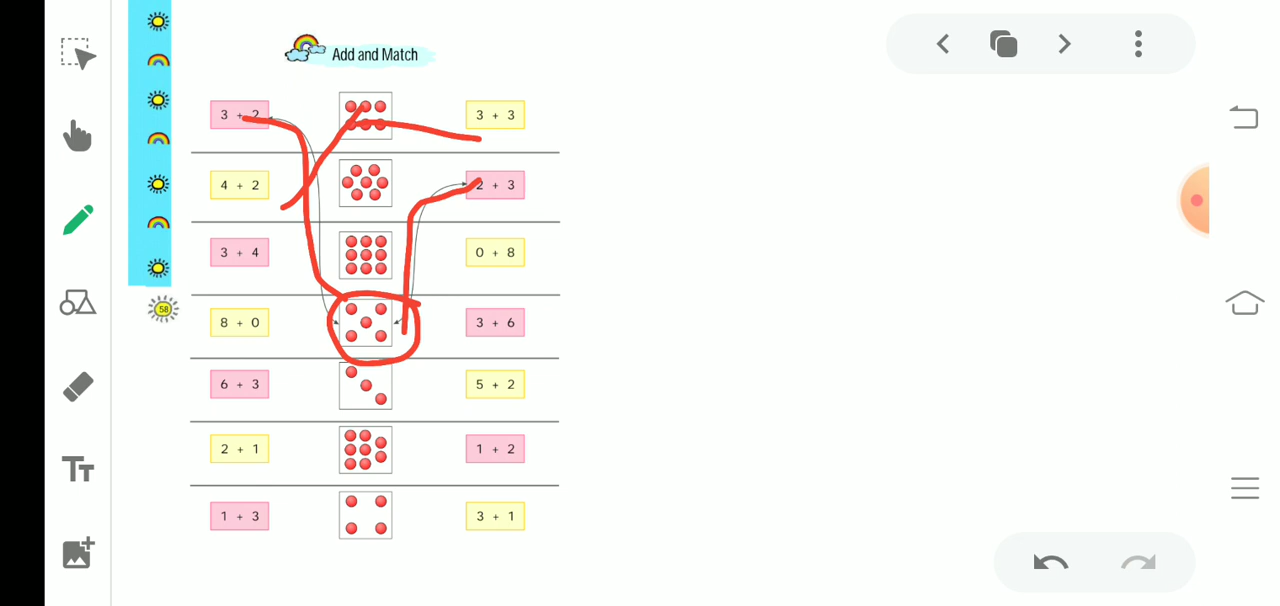 Add and Match
3 + 2 3 + 3
4 + 2 2 + 3
3 + 4 0 + 8
58
8 + 0 3 + 6
6 + 3 5 + 2
2 + 1 1 + 2
1 + 3 3 + 1
TT